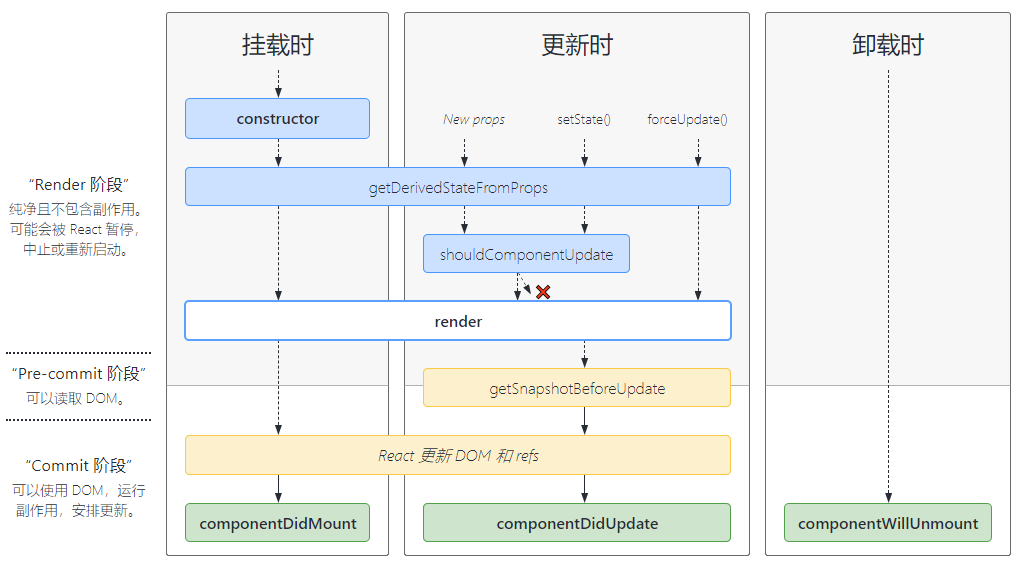 挂载时
更新时
卸载时
constructor
New props
setState()
forceUpdate()
“Render 阶段”
纯净且不包含副作用。
可能会被 React 暂停，
中止或重新启动。
getDerivedStateFromProps
shouldComponentUpdate
render
“Pre-commit 阶段”
可以读取 DOM。
getSnapshotBeforeUpdate
“Commit 阶段”
可以使用 DOM，运行
副作用，安排更新。
React 更新 DOM 和 refs
componentDidMount
componentDidUpdate
componentWillUnmount